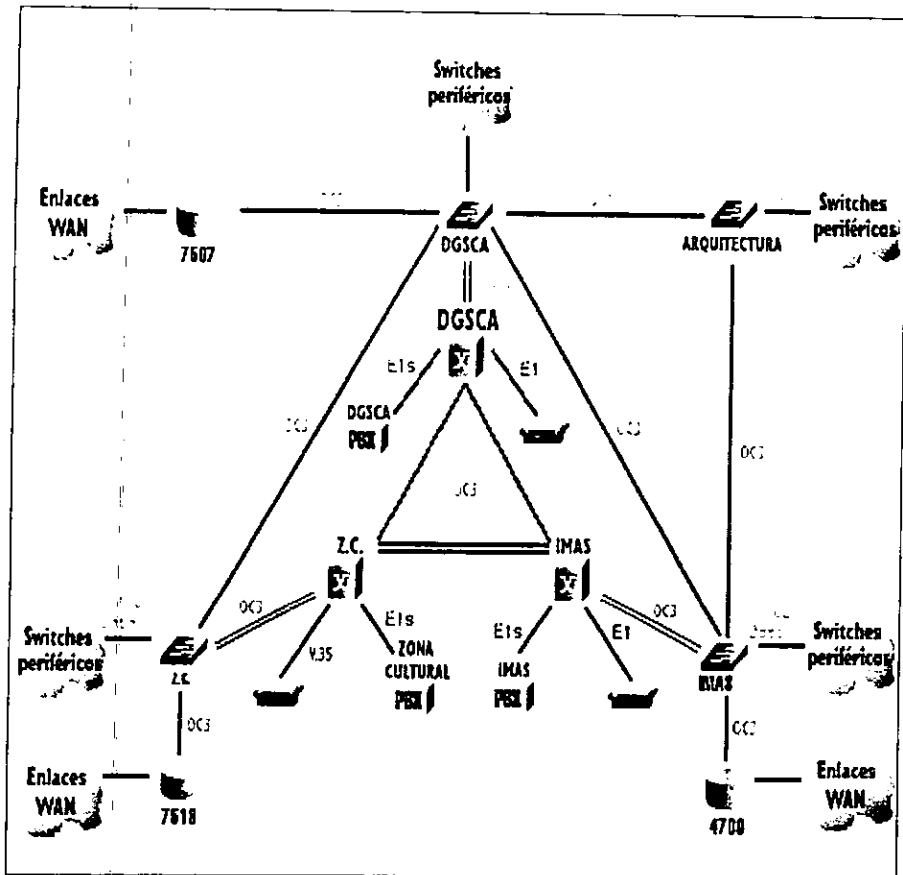 Switches
periféricos
Enlaces
WAN
7507
DGSCA
ARQUITECTURA
Switches
periféricos
DGSCA
E1s
E1
DGSCA
PBX
OC3
OC3
OC3
OC3
Z.C.
IMAS
OC3
E1s
E1s
E1
OC3
V.35
Switches
periféricos
Z.C.
ZONA
CULTURAL
PBX
IMAS
PBX
IMAS
Switches
periféricos
OC3
OC3
Enlaces
WAN
7513
4700
Enlaces
WAN